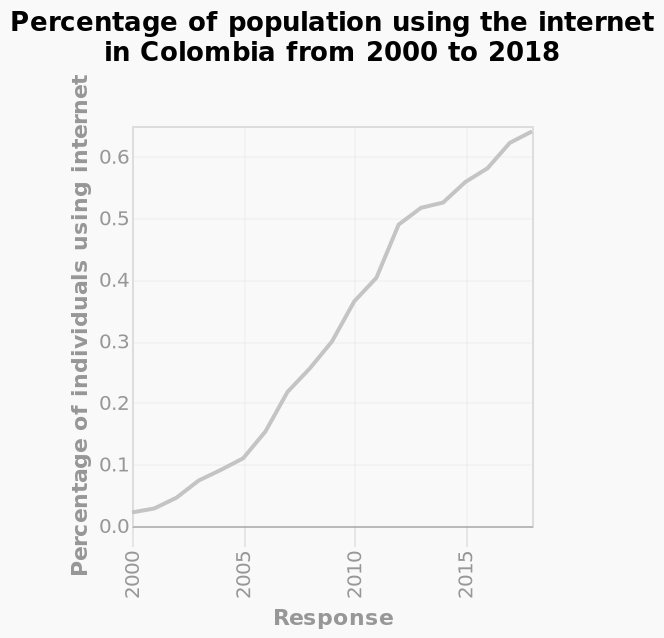 Percentage of population using the internet
in Colombia from 2000 to 2018
Percentage of individuals using internet
0.6
0.5
0.4
0.3
0.2
0.1
0.0
2000
2005
2010
2015
Response